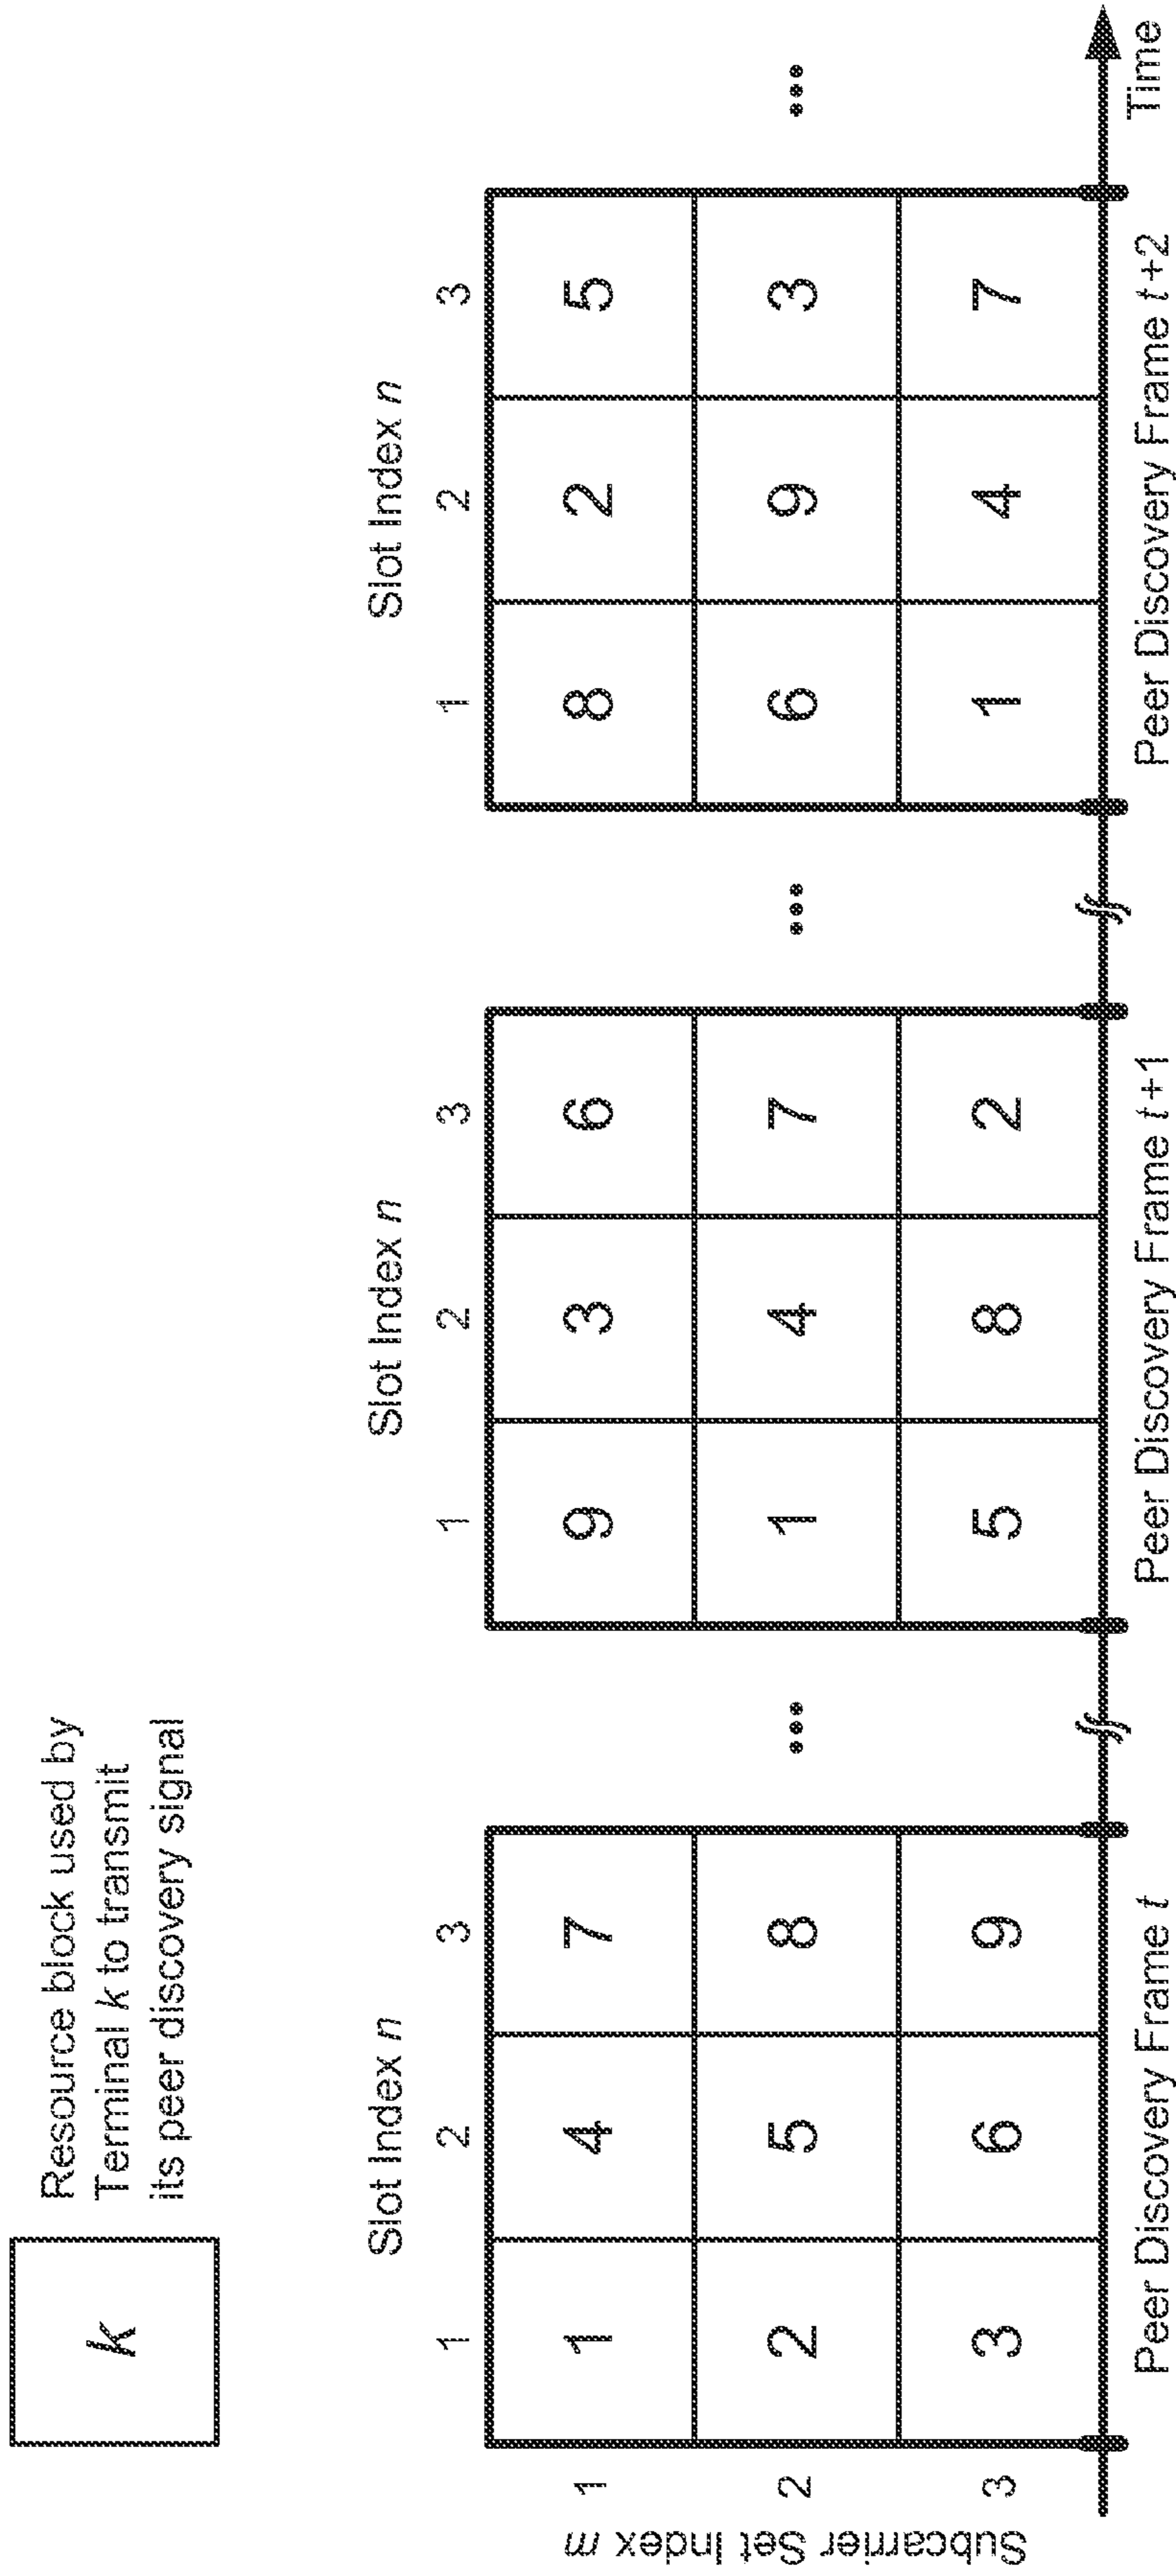 k
Resource block used by
Terminal k to transmit
its peer discovery signal
Slot Index n
Slot Index n
Slot Index n
1 2 3
1 2 3
1 2 3
Subcarrier Set Index m
1 1 4 7 ... 9 3 6 ... 8 2 5
2 2 5 8 ... 1 4 7 ... 6 9 3 ...
3 3 6 9 5 8 2 1 4 7
Peer Discovery Frame t
Peer Discovery Frame t+1
Peer Discovery Frame t+2
Time